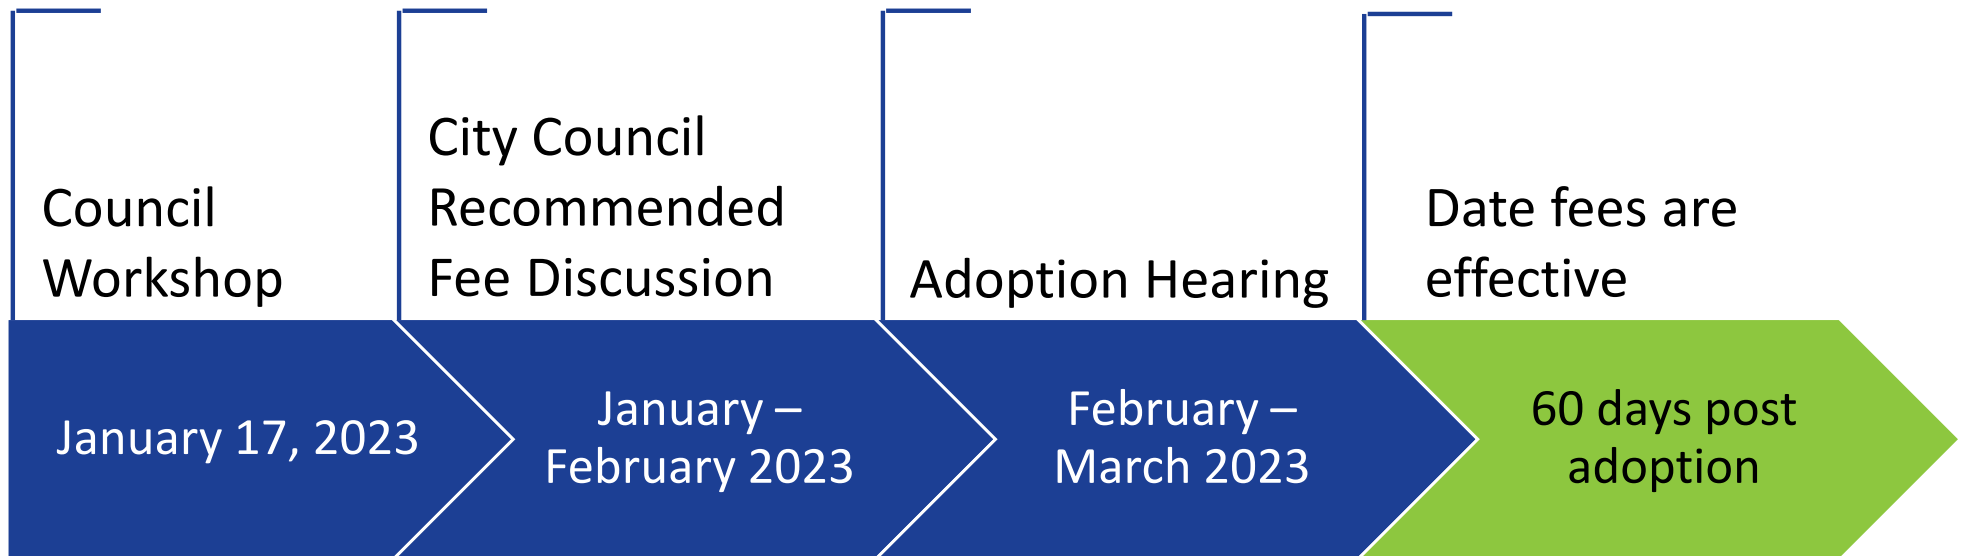 Council
Workshop
City Council
Recommended
Fee Discussion
Adoption Hearing
Date fees are
effective
January 17, 2023
January –
February 2023
February –
March 2023
60 days post
adoption